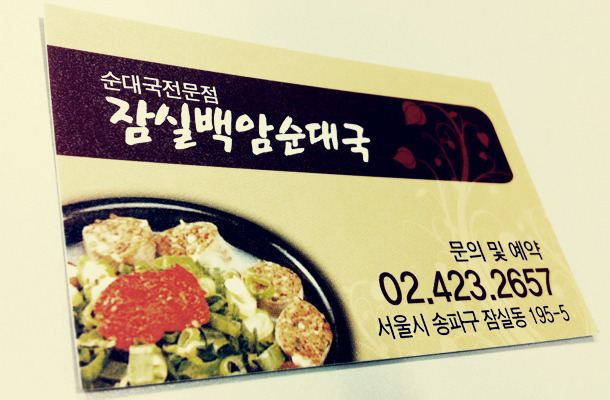 순대국전문점
잠실백암순대국
문의 및 예약
02.423.2657
서울시 송파구 잠실동 195-5